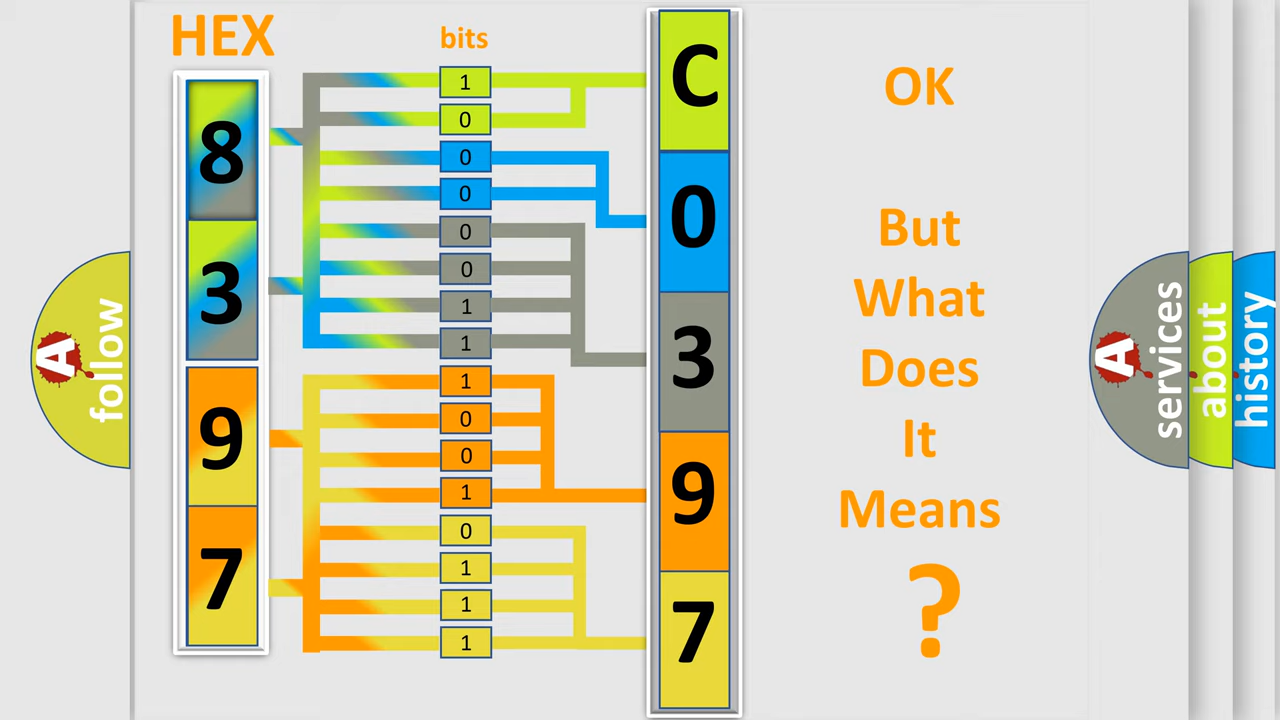 HEX
bits
8
3
9
7
1
0
0
0
0
0
1
1
1
0
0
1
0
1
1
1
C
0
3
9
7
OK
But
What
Does
It
Means
?
A
follow
A
services
about
history